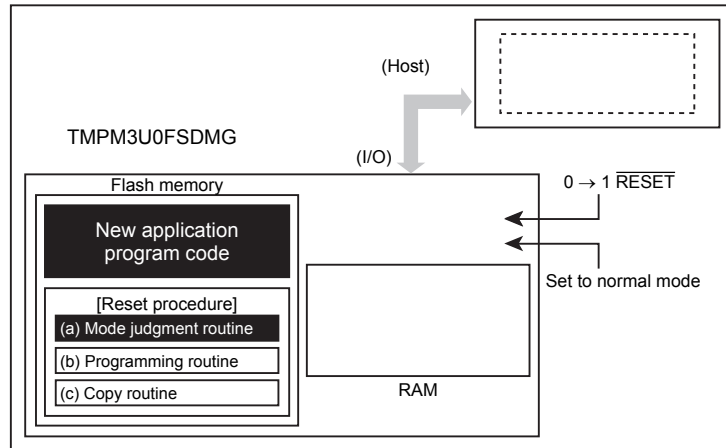 (Host)
TMPM3U0FSDMG
(I/O)
Flash memory
0 → 1 RESET
New application
program code
Set to normal mode
[Reset procedure]
(a) Mode judgment routine
(b) Programming routine
(c) Copy routine
RAM